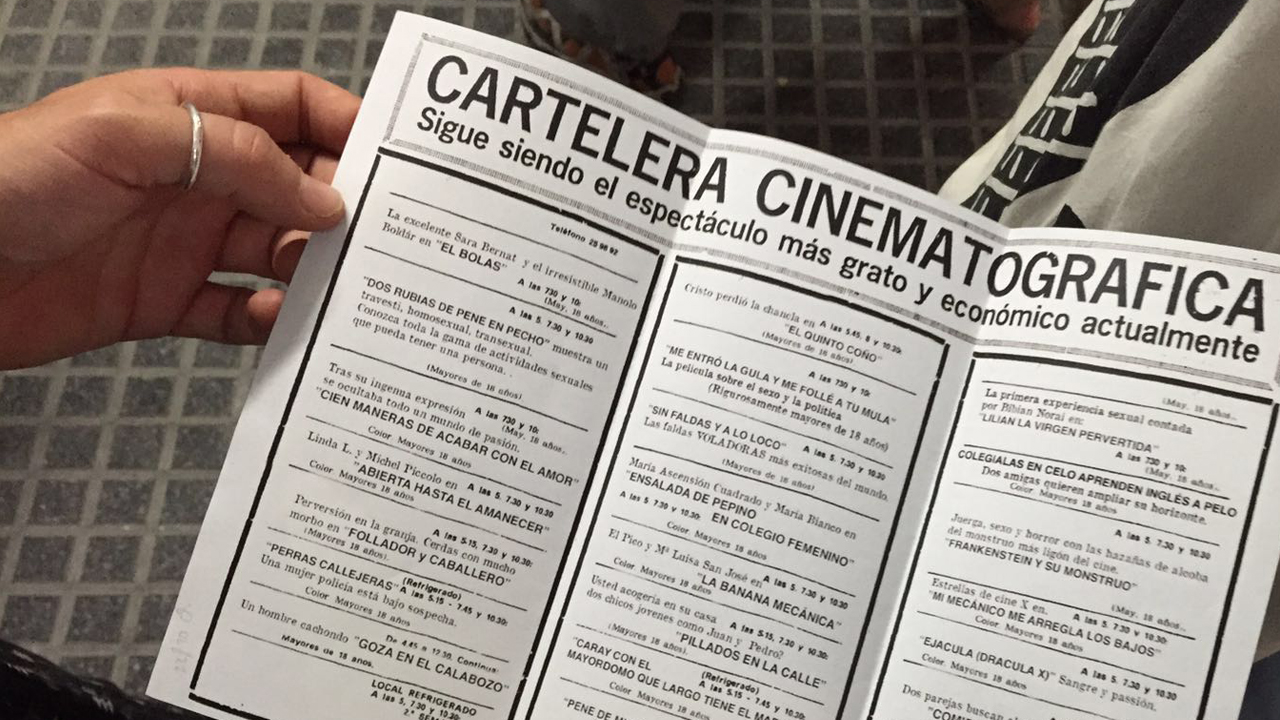 CARTELERA CINEMATOGRAFICA
Sigue siendo el espectáculo más grato y económico actualmente
Teléfono 25 96 92
La excelente Sara Bernat y el irresistible Manolo
Boldár en "EL BOLAS"
A las 730 y 10:
(May. 18 años..
A las 5. 7.30 y 10.30
"DOS RUBIAS DE PENE EN PECHO" muestra un
travesti, homosexual, transexual.
Conozca toda la gama de actividades sexuales
que pueda tener una persona. .
(Mayores de 18 años)
A las 730 y 10:
(May. 18 años..
Tras su ingenua expresión
se ocultaba todo un mundo de pasión.
"CIEN MANERAS DE ACABAR CON EL AMOR"
Color. Mayores 18 años
Linda L. y Michel Piccolo en A las 5. 7.30 y 10.30
"ABIERTA HASTA EL AMANECER"
Color. Mayores 18 años
A las 5.15, 7.30 y 10.30:
Perversión en la granja. Cerdas con mucho
morbo en "FOLLADOR y CABALLERO"
(Mayores 18 años).
(Refrigerado)
"PERRAS CALLEJERAS" A las 5.15 - 7.45 y 10.30:
Una mujer policía está bajo sospecha.
Color Mayores 18 años
De 4.45 a 12.30. Continua:
Un hombre cachondo "GOZA EN EL CALABOZO"
Mayores de 18 años.
LOCAL REFRIGERADO
A las 5, 7.30 y 10.30:
Cristo perdió la chancla en A las 5.45, 8 y 10.30:
"EL QUINTO COÑO"
(Mayores de 18 años)
A las 730 y 10:
"ME ENTRÓ LA GULA Y ME FOLLÉ A TU MULA"
La película sobre el sexo y la política
(Rigurosamente mayores de 18 años)
"SIN FALDAS Y A LO LOCO" A las 5. 7.30 y 10.30
Las faldas VOLADORAS más exitosas del mundo.
(Mayores de 18 años)
María Ascensión Cuadrado y María Bianco en
"ENSALADA DE PEPINO
A las 5. 7.30 y 10.30: EN COLEGIO FEMENINO"
Color. Mayores 18 años
El Pico y Mª Luisa San José en A las 5. 7.30 y 10.30
"LA BANANA MECÁNICA"
Color. Mayores 18 años
A las 5.15, 7.30 y 10.30:
Usted acogería en su casa
dos chicos jovenes como Juan y Pedro?
"PILLADOS EN LA CALLE"
(Mayores 18 años).
(Refrigerado)
"CARAY CON EL A las 5.15 - 7.45 y 10.30:
MAYORDOMO QUE LARGO TIENE EL
Color Mayores 18 años
"PENE DE
(May. 18 años..
La primera experiencia sexual contada
por Bibian Norai en:
"LILIAN LA VIRGEN PERVERTIDA"
A las 730 y 10:
(May. 18 años..
COLEGIALAS EN CELO APRENDEN INGLÉS A PELO
Dos amigas quieren ampliar su horizonte.
Color. Mayores 18 años
A las 5. 7.30 y 10.30
Juerga, sexo y horror con las hazañas de alcoba
del monstruo más ligón del cine.
"FRANKENSTEIN Y SU MONSTRUO"
(May. 18 años..
Estrellas de cine X en. A las 5. 7.30 y 10.30:
"MI MECÁNICO ME ARREGLA LOS BAJOS"
Color. Mayores 18 años
A las 5. 7.30 y 10.30
"EJACULA (DRACULA X)" Sangre y pasión.
Color. Mayores 18 años
Dos parejas buscan